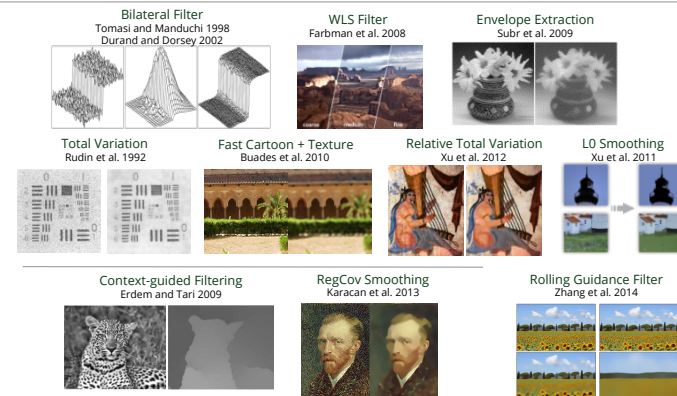 Bilateral Filter
Tomasi and Manduchi 1998
Durand and Dorsey 2002
WLS Filter
Farbman et al. 2008
Envelope Extraction
Subr et al. 2009
coarse medium fine
Total Variation
Rudin et al. 1992
Fast Cartoon + Texture
Buades et al. 2010
Relative Total Variation
Xu et al. 2012
L0 Smoothing
Xu et al. 2011
Context-guided Filtering
Erdem and Tari 2009
RegCov Smoothing
Karacan et al. 2013
Rolling Guidance Filter
Zhang et al. 2014